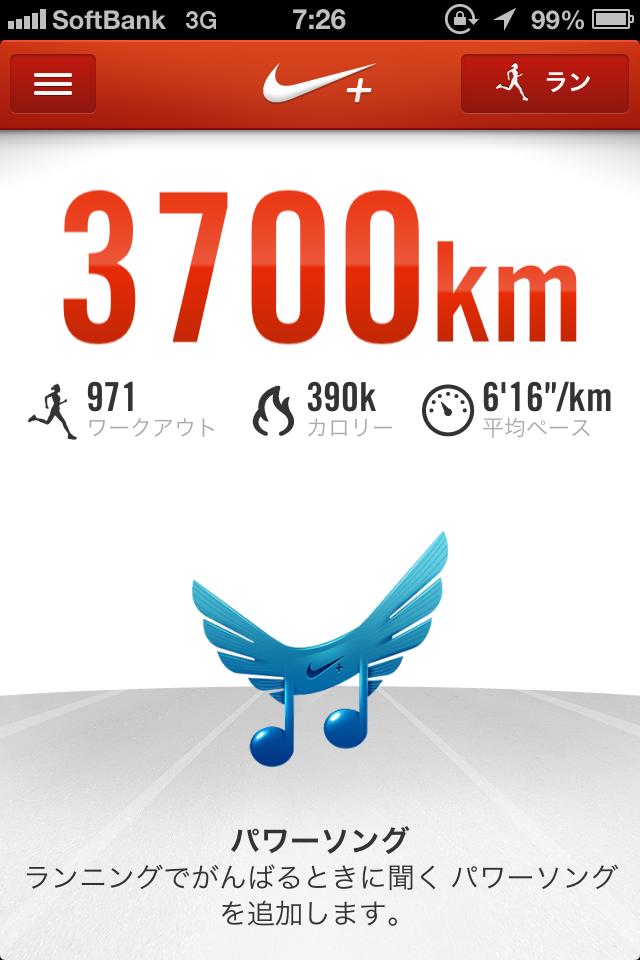 SoftBank 3G 7:26 99%
+ ラン
3700km
971 390k 6'16"/km
ワークアウト カロリー 平均ペース
+
パワーソング
ランニングでがんばるときに聞く パワーソング
を追加します。